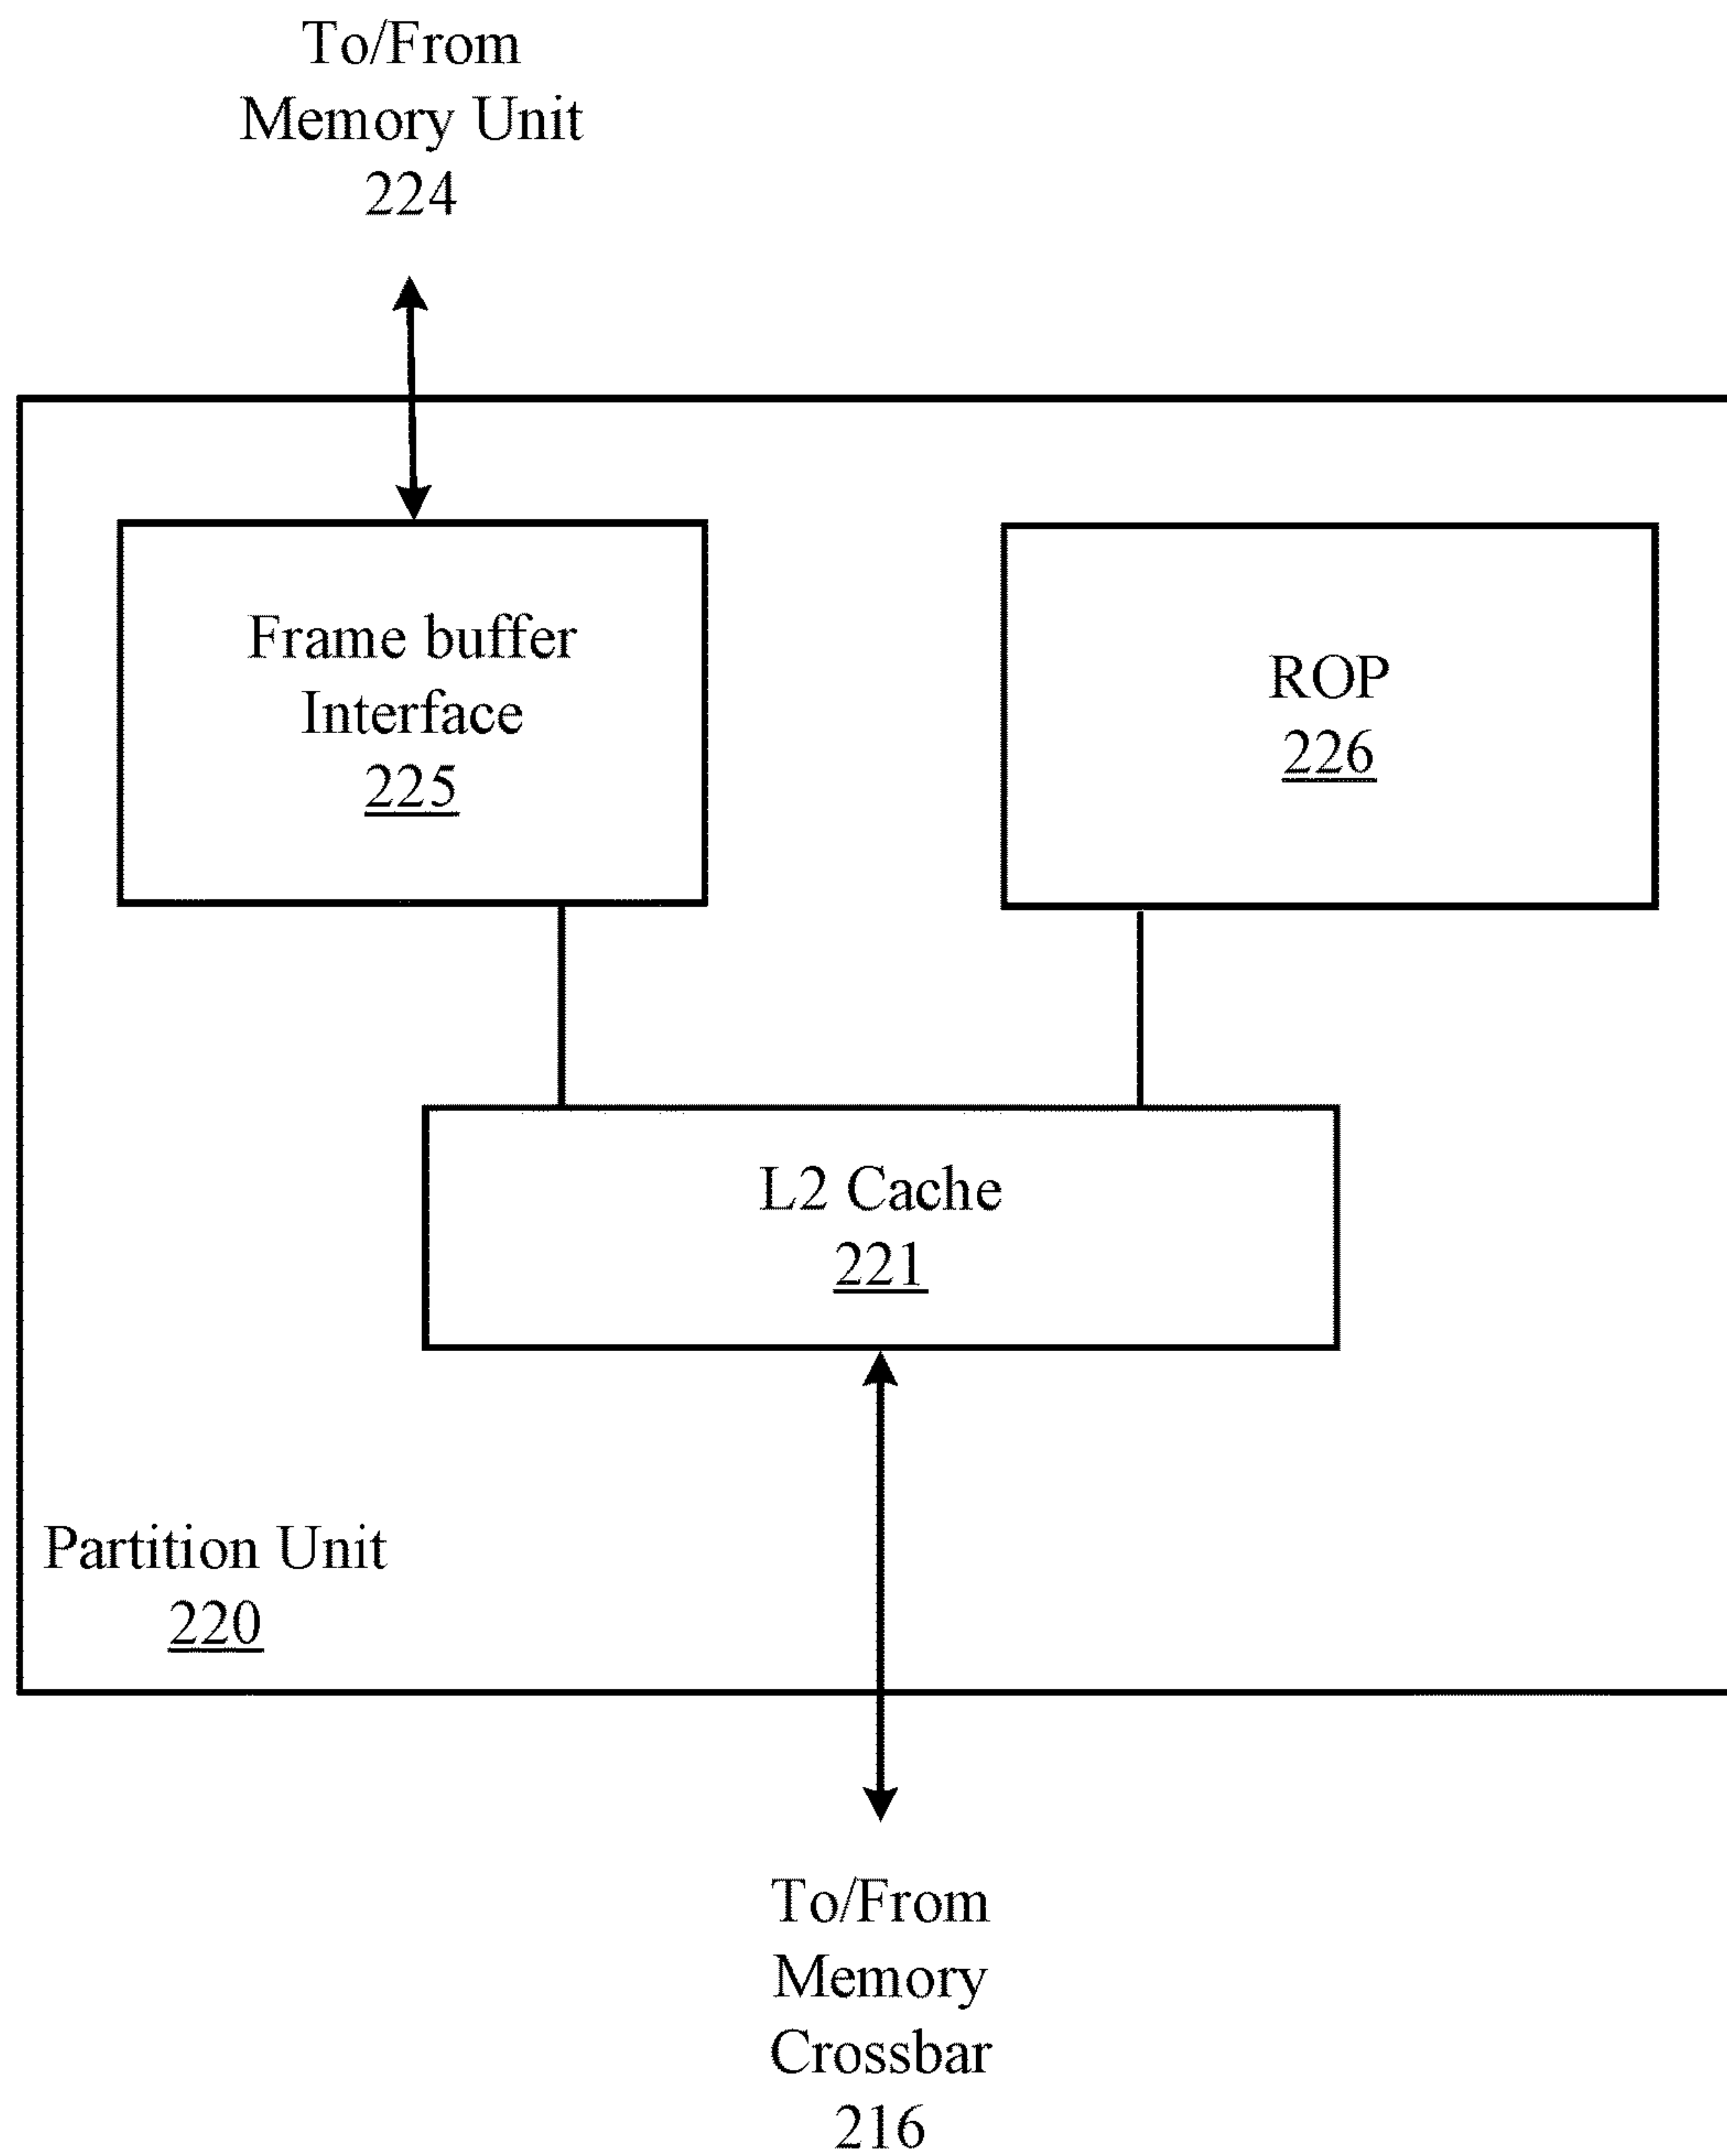 To/From
Memory Unit
224
Frame buffer
Interface
225
ROP
226
L2 Cache
221
Partition Unit
220
To/From
Memory
Crossbar
216